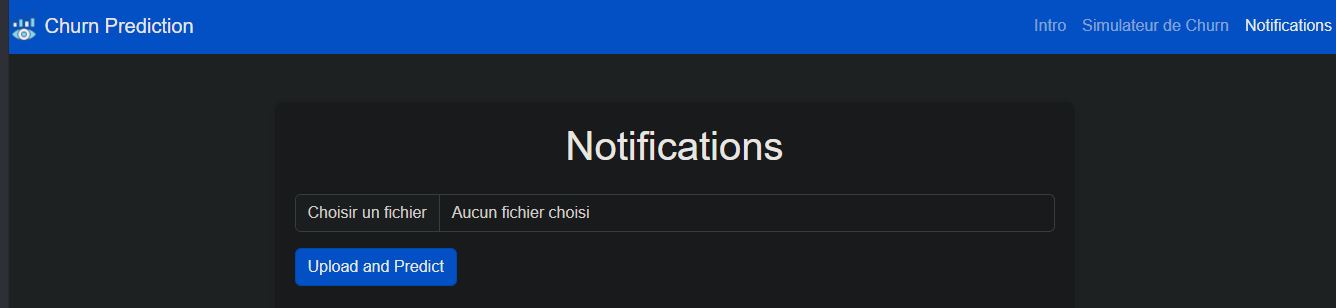 Churn Prediction Intro Simulateur de Churn Notifications
Notifications
Choisir un fichier Aucun fichier choisi
Upload and Predict